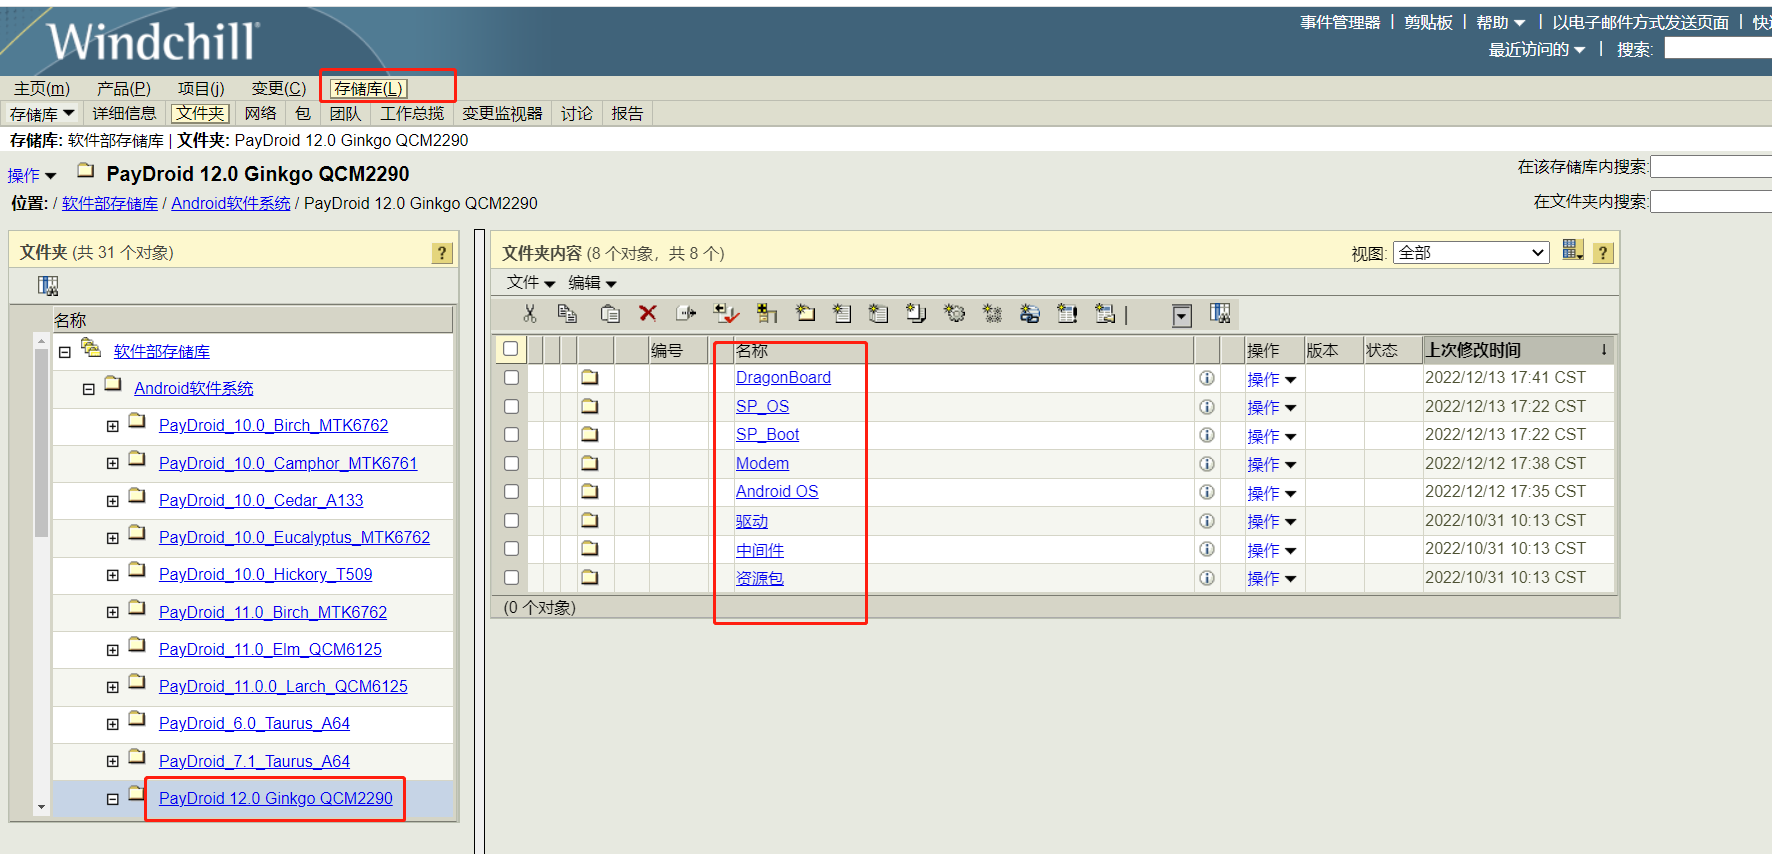 Windchill
事件管理器 | 剪贴板 | 帮助 | 以电子邮件方式发送页面 |
最近访问的 | 搜索:
主页(m) 产品(P) 项目(j) 变更(C) 存储库(L)
存储库 详细信息 文件夹 网络 包 团队 工作总揽 变更监视器 讨论 报告
存储库: 软件部存储库 | 文件夹: PayDroid 12.0 Ginkgo QCM2290
操作 PayDroid 12.0 Ginkgo QCM2290
在该存储库内搜索:
位置: / 软件部存储库 / Android软件系统 / PayDroid 12.0 Ginkgo QCM2290
在文件夹内搜索:
文件夹 (共 31 个对象) ?
名称
软件部存储库
Android软件系统
PayDroid_10.0_Birch_MTK6762
PayDroid_10.0_Camphor_MTK6761
PayDroid_10.0_Cedar_A133
PayDroid_10.0_Eucalyptus_MTK6762
PayDroid_10.0_Hickory_T509
PayDroid_11.0_Birch_MTK6762
PayDroid_11.0_Elm_QCM6125
PayDroid_11.0.0_Larch_QCM6125
PayDroid_6.0_Taurus_A64
PayDroid_7.1_Taurus_A64
PayDroid 12.0 Ginkgo QCM2290
文件夹内容 (8 个对象，共 8 个) 视图: 全部 ?
文件 编辑
编号 名称 操作 版本 状态 上次修改时间 ↓
DragonBoard 操作 2022/12/13 17:41 CST
SP_OS 操作 2022/12/13 17:22 CST
SP_Boot 操作 2022/12/13 17:22 CST
Modem 操作 2022/12/12 17:38 CST
Android OS 操作 2022/12/12 17:35 CST
驱动 操作 2022/10/31 10:13 CST
中间件 操作 2022/10/31 10:13 CST
资源包 操作 2022/10/31 10:13 CST
(0 个对象)